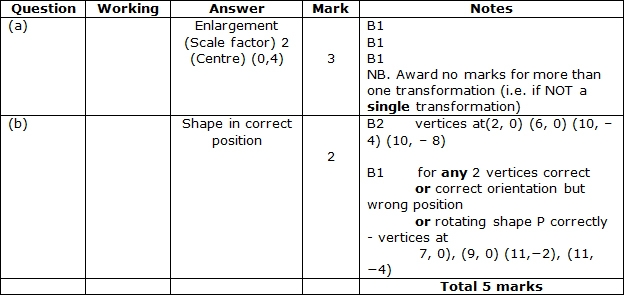 Question Working Answer Mark Notes
(a) Enlargement B1
(Scale factor) 2 B1
(Centre) (0,4) 3 B1
NB. Award no marks for more than
one transformation (i.e. if NOT a
single transformation)
(b) Shape in correct B2 vertices at(2, 0) (6, 0) (10, –
position 4) (10, – 8)
2
B1 for any 2 vertices correct
or correct orientation but
wrong position
or rotating shape P correctly
- vertices at
7, 0), (9, 0) (11,−2), (11,
−4)
Total 5 marks